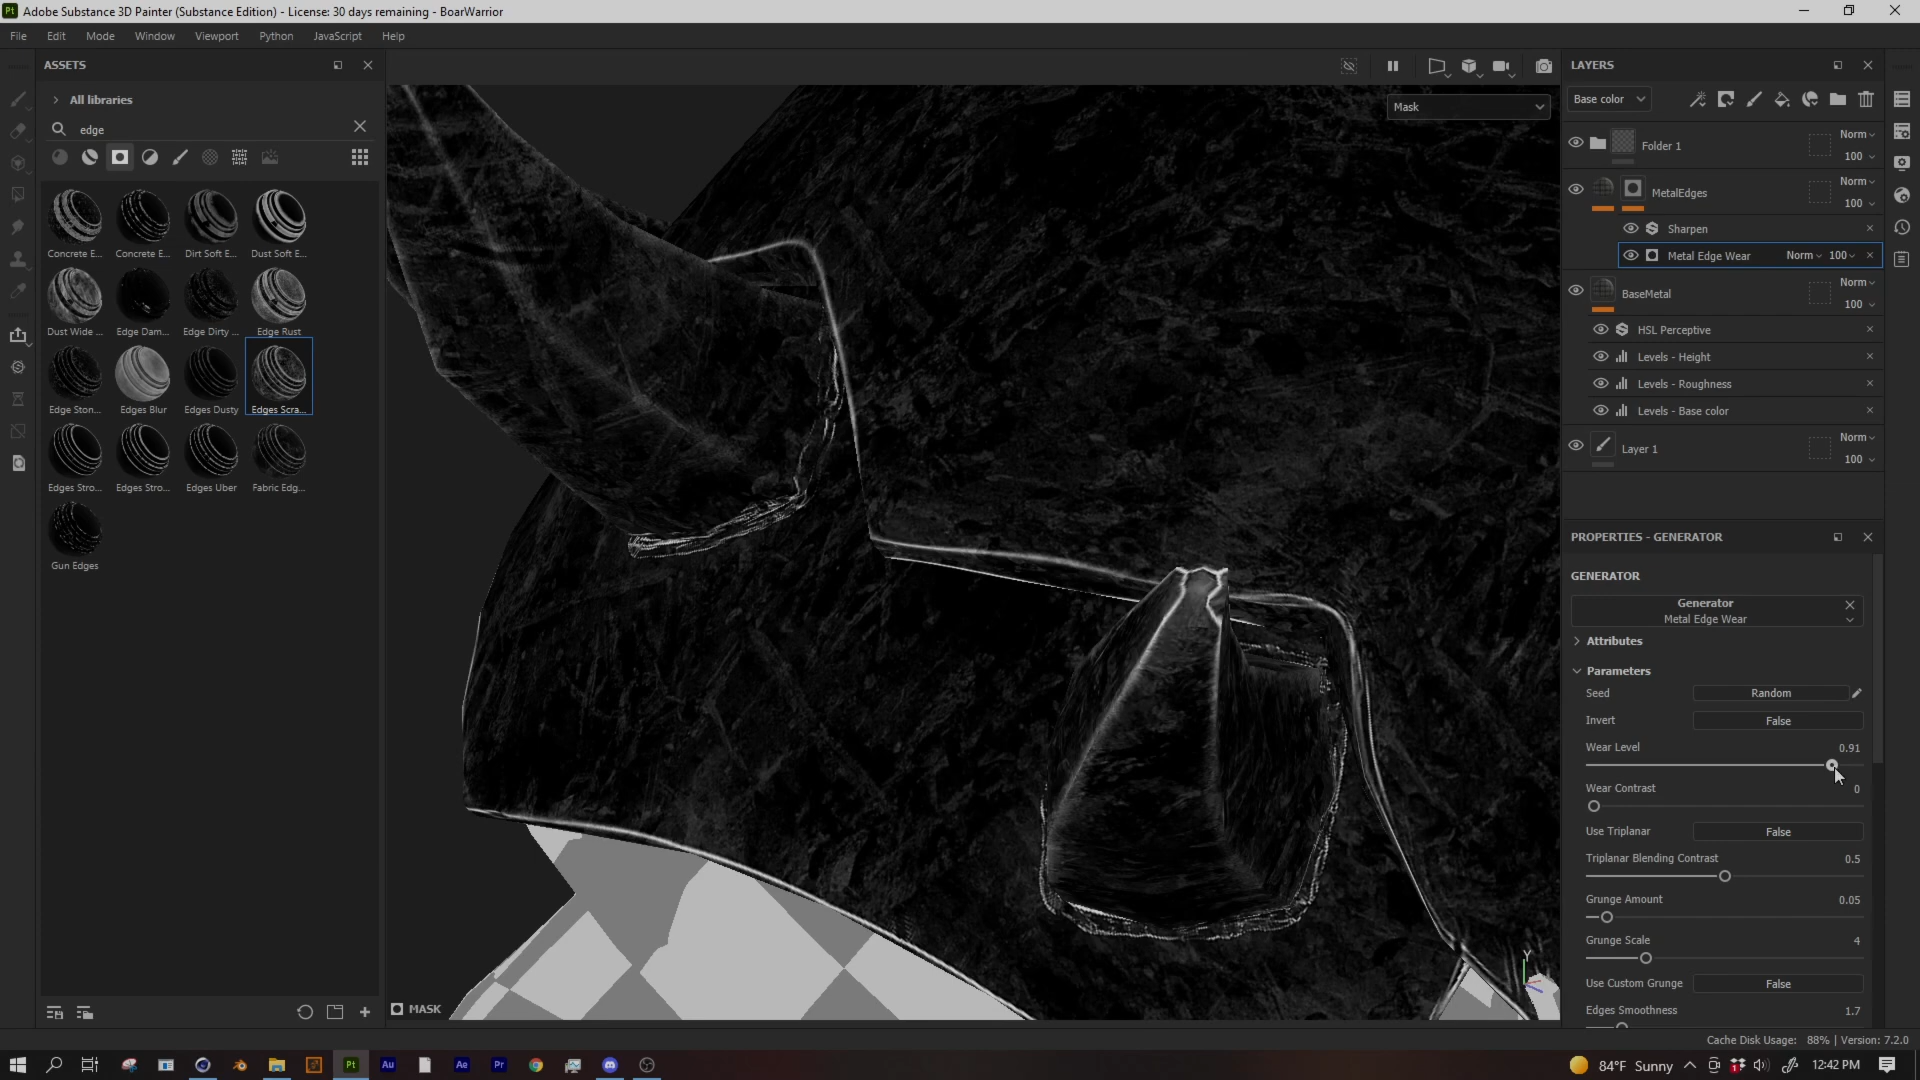 Pt Adobe Substance 3D Painter (Substance Edition) - License: 30 days remaining - BoarWarrior
File Edit Mode Window Viewport Python JavaScript Help
ASSETS
All libraries
edge
Concrete E... Concrete E... Dirt Soft E... Dust Soft E...
Dust Wide ... Edge Dam... Edge Dirty ... Edge Rust
Edge Ston... Edges Blur Edges Dusty Edges Scra...
Edges Stro... Edges Stro... Edges Uber Fabric Edg...
Gun Edges
Mask
MASK
Y
LAYERS
Base color
Folder 1 Norm 100
MetalEdges Norm 100
Sharpen
Metal Edge Wear Norm 100
BaseMetal Norm 100
HSL Perceptive
Levels - Height
Levels - Roughness
Levels - Base color
Layer 1 Norm 100
PROPERTIES - GENERATOR
GENERATOR
Generator
Metal Edge Wear
Attributes
Parameters
Seed Random
Invert False
Wear Level 0.91
Wear Contrast 0
Use Triplanar False
Triplanar Blending Contrast 0.5
Grunge Amount 0.05
Grunge Scale 4
Use Custom Grunge False
Edges Smoothness 1.7
Cache Disk Usage: 88% | Version: 7.2.0
Pt Au Ae Pr 84°F Sunny 1 12:42 PM